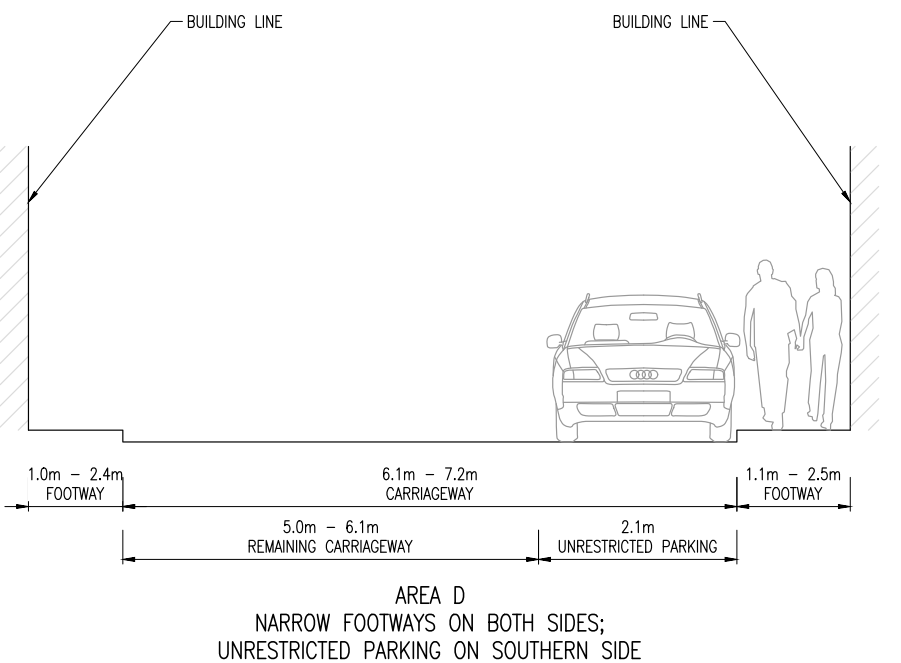 BUILDING LINE
BUILDING LINE
1.0m – 2.4m
FOOTWAY
6.1m – 7.2m
CARRIAGEWAY
1.1m – 2.5m
FOOTWAY
5.0m – 6.1m
REMAINING CARRIAGEWAY
2.1m
UNRESTRICTED PARKING
AREA D
NARROW FOOTWAYS ON BOTH SIDES;
UNRESTRICTED PARKING ON SOUTHERN SIDE